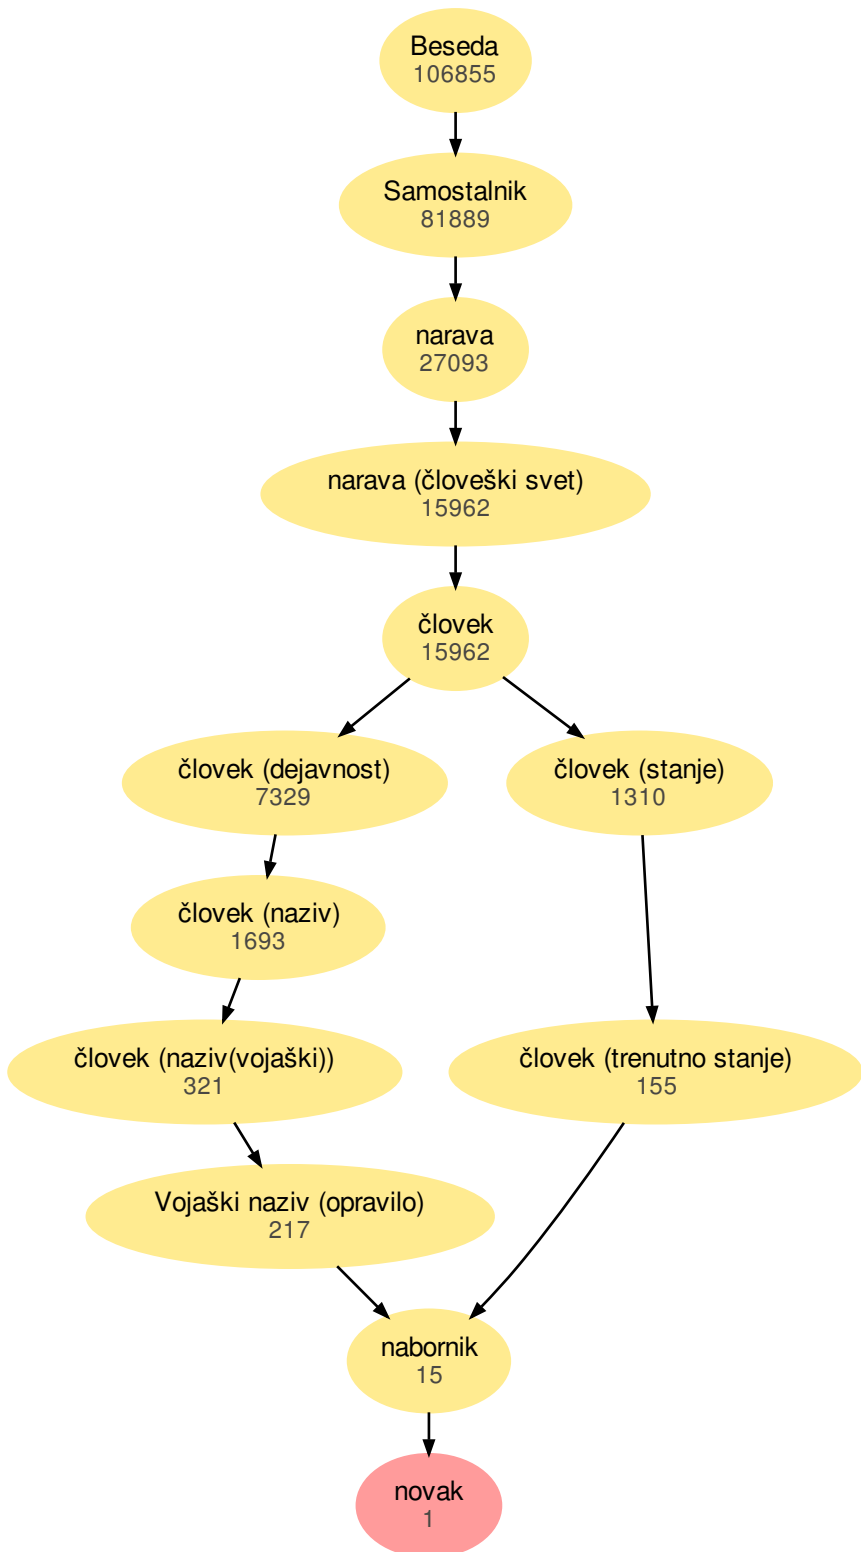 Beseda
106855
Samostalnik
81889
narava
27093
narava (človeški svet)
15962
človek
15962
človek (dejavnost)
7329
človek (stanje)
1310
človek (naziv)
1693
človek (naziv(vojaški))
321
človek (trenutno stanje)
155
Vojaški naziv (opravilo)
217
nabornik
15
novak
1